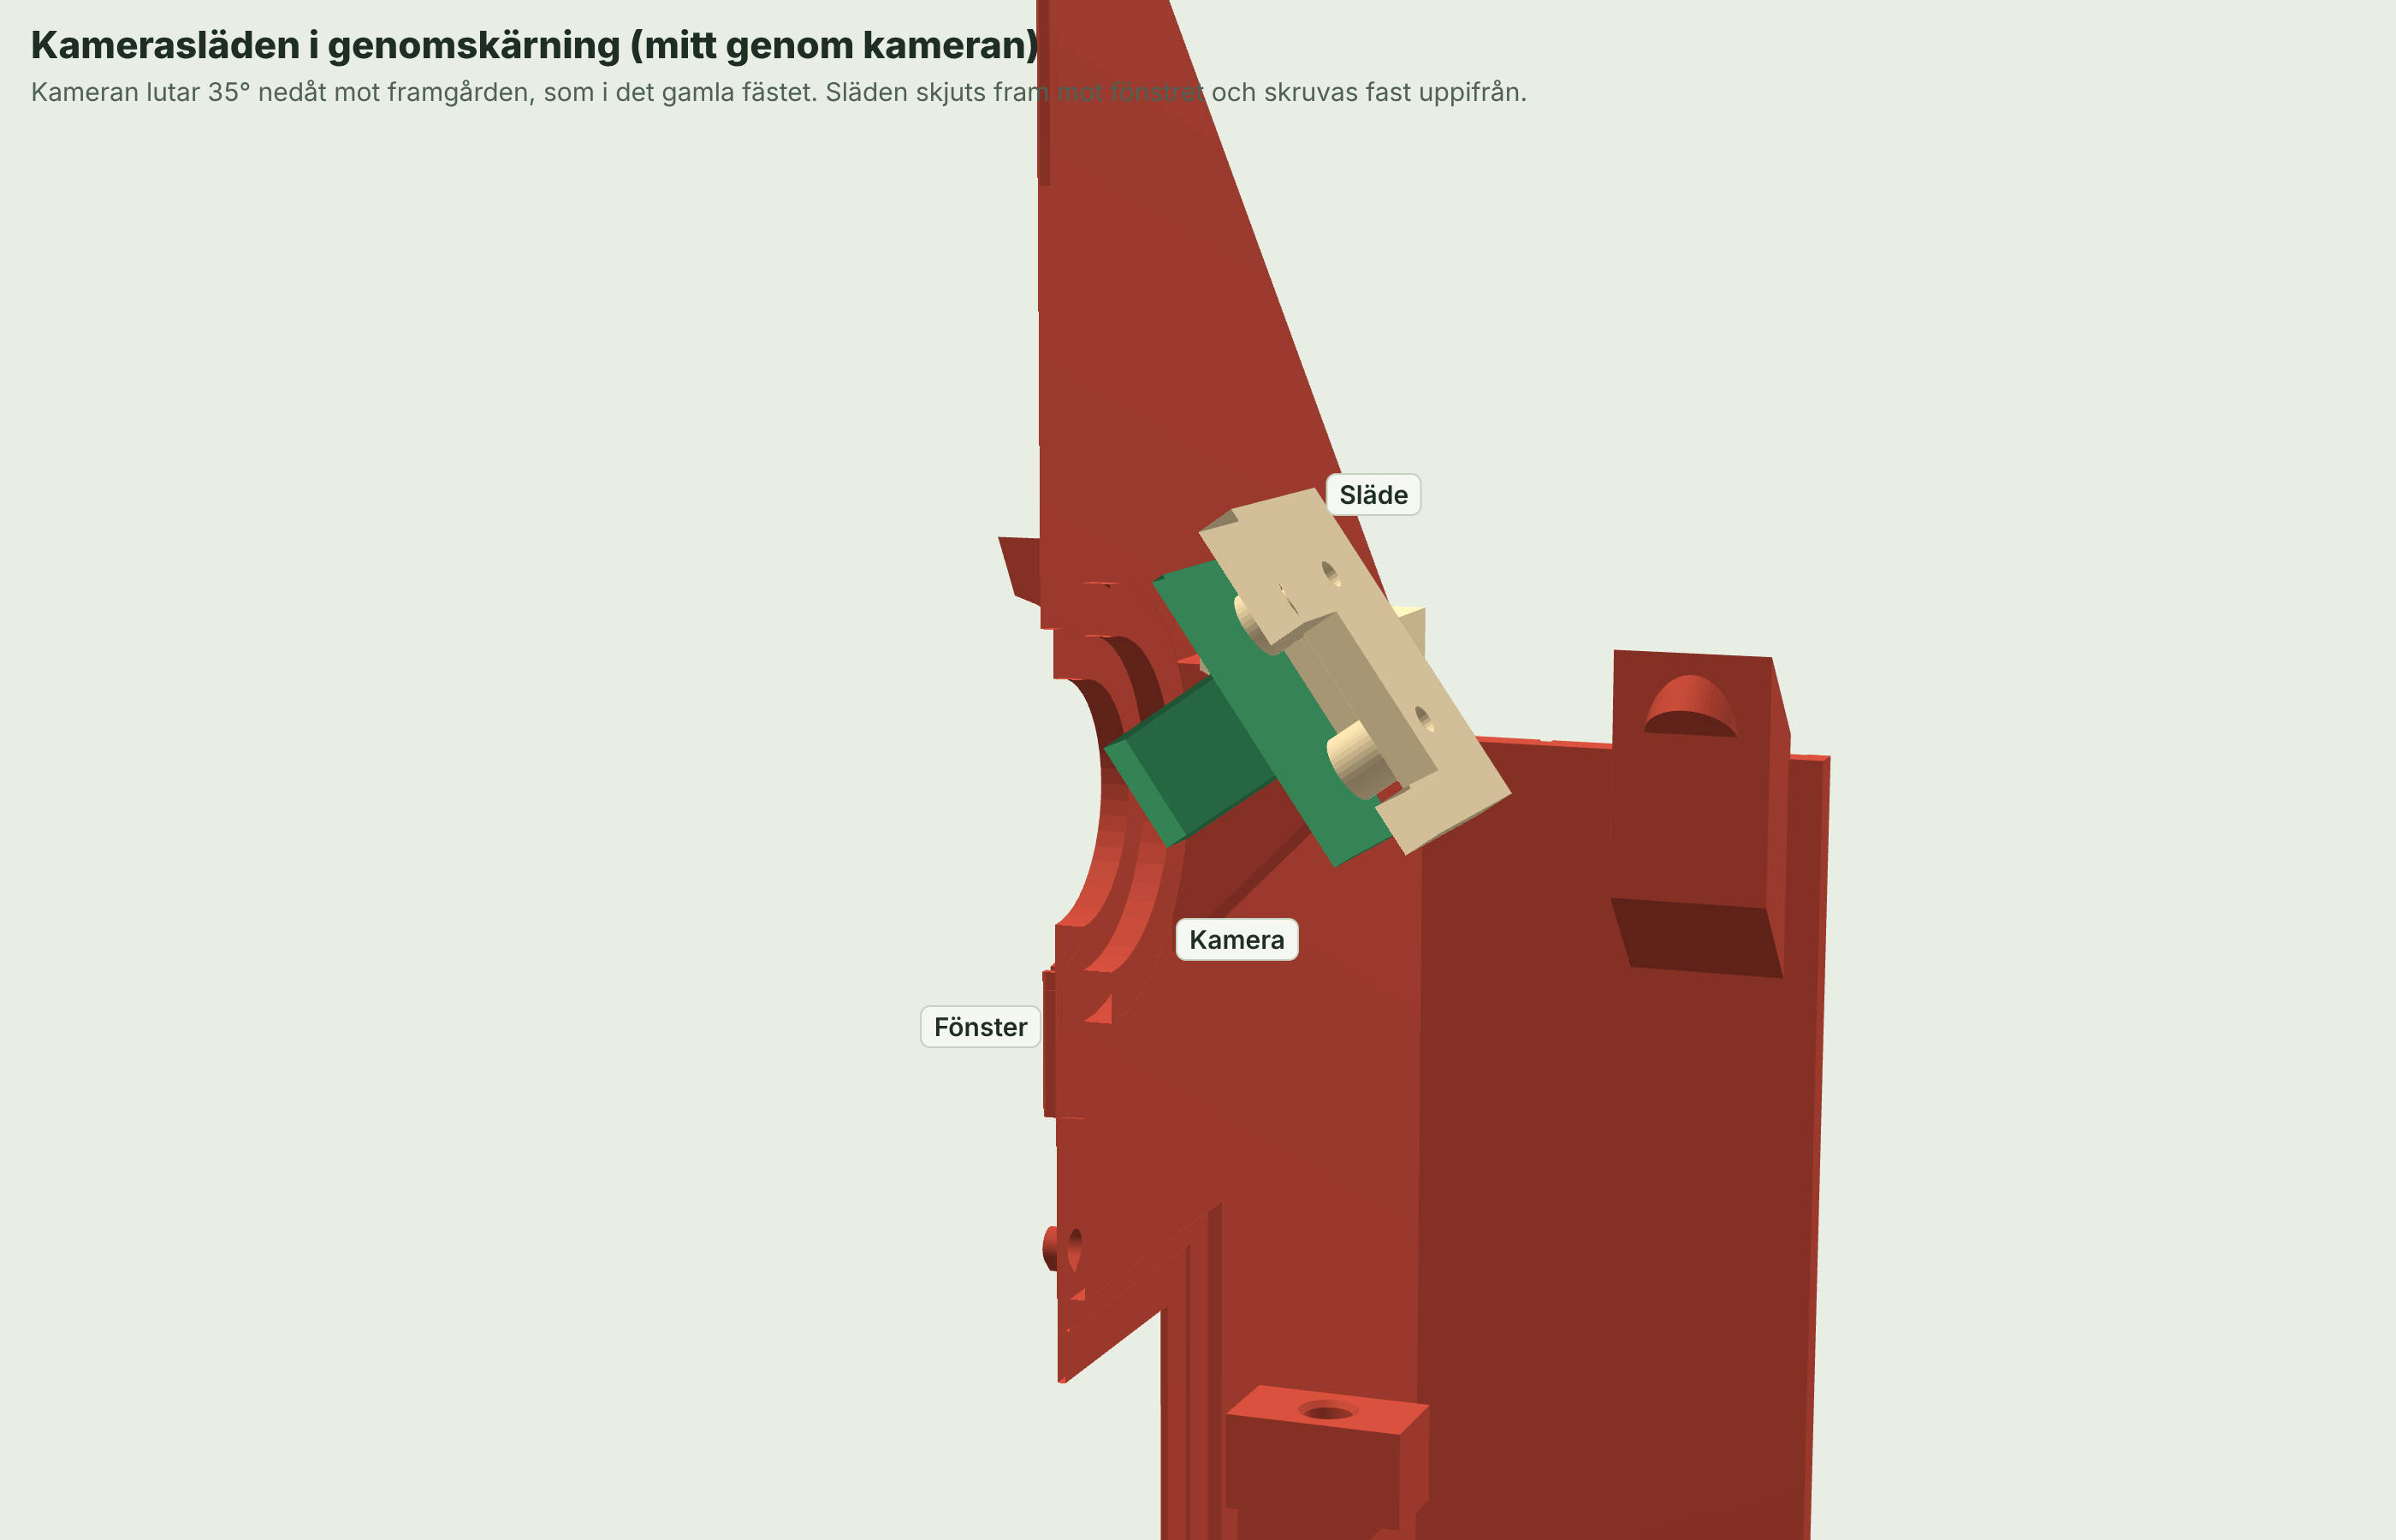 Kamerasläden i genomskärning (mitt genom kameran)
Kameran lutar 35° nedåt mot framgården, som i det gamla fästet. Släden skjuts fram mot fönstret och skruvas fast uppifrån.
Släde
Kamera
Fönster